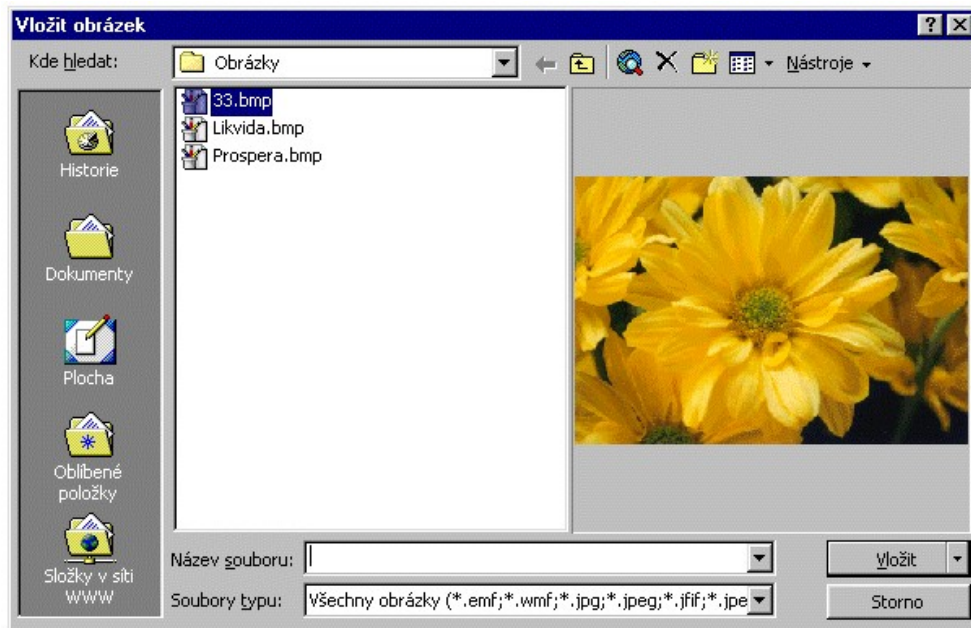 Vložit obrázek
Kde hledat:
Obrázky
Nástroje
33.bmp
Likvida.bmp
Prospera.bmp
Historie
Dokumenty
Plocha
Oblíbené
položky
Složky v síti
WWW
Název souboru:
Vložit
Soubory typu:
Všechny obrázky (*.emf;*.wmf;*.jpg;*.jpeg;*.jfif;*.jpe
Storno